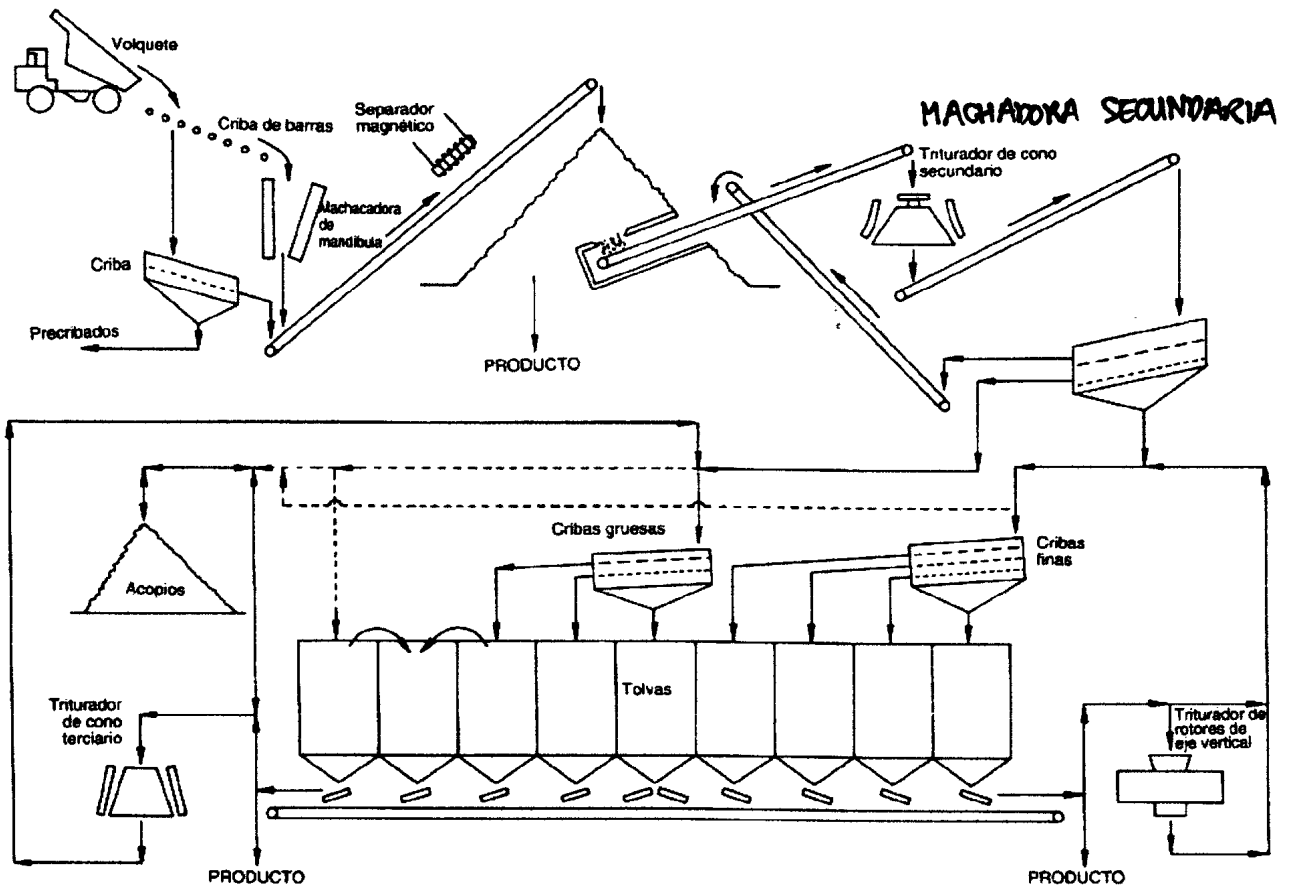 Volquete
Criba de barras
Separador
magnético
MACHADORA SECUNDARIA
Triturador de cono
secundario
Machacadora
de
mandíbula
Criba
Precribados
PRODUCTO
Cribas gruesas
Cribas
finas
Acopios
Tolvas
Triturador
de cono
terciario
Triturador de
rotores de
eje vertical
PRODUCTO
PRODUCTO